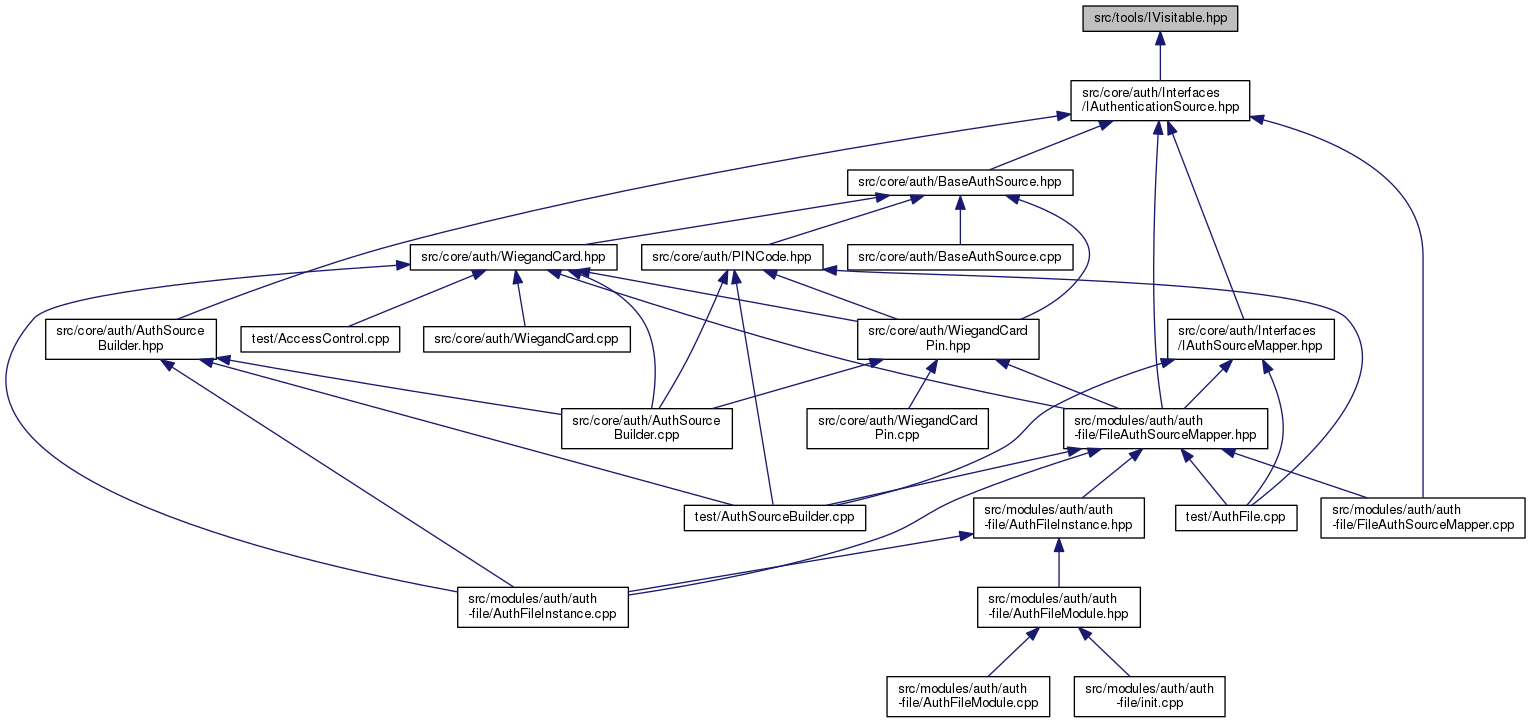 src/tools/IVisitable.hpp
src/core/auth/Interfaces
/IAuthenticationSource.hpp
src/core/auth/BaseAuthSource.hpp
src/core/auth/WiegandCard.hpp
src/core/auth/PINCode.hpp
src/core/auth/BaseAuthSource.cpp
src/core/auth/AuthSource
Builder.hpp
test/AccessControl.cpp
src/core/auth/WiegandCard.cpp
src/core/auth/WiegandCard
Pin.hpp
src/core/auth/Interfaces
/IAuthSourceMapper.hpp
src/core/auth/AuthSource
Builder.cpp
src/core/auth/WiegandCard
Pin.cpp
src/modules/auth/auth
-file/FileAuthSourceMapper.hpp
test/AuthSourceBuilder.cpp
src/modules/auth/auth
-file/AuthFileInstance.hpp
test/AuthFile.cpp
src/modules/auth/auth
-file/FileAuthSourceMapper.cpp
src/modules/auth/auth
-file/AuthFileInstance.cpp
src/modules/auth/auth
-file/AuthFileModule.hpp
src/modules/auth/auth
-file/AuthFileModule.cpp
src/modules/auth/auth
-file/init.cpp